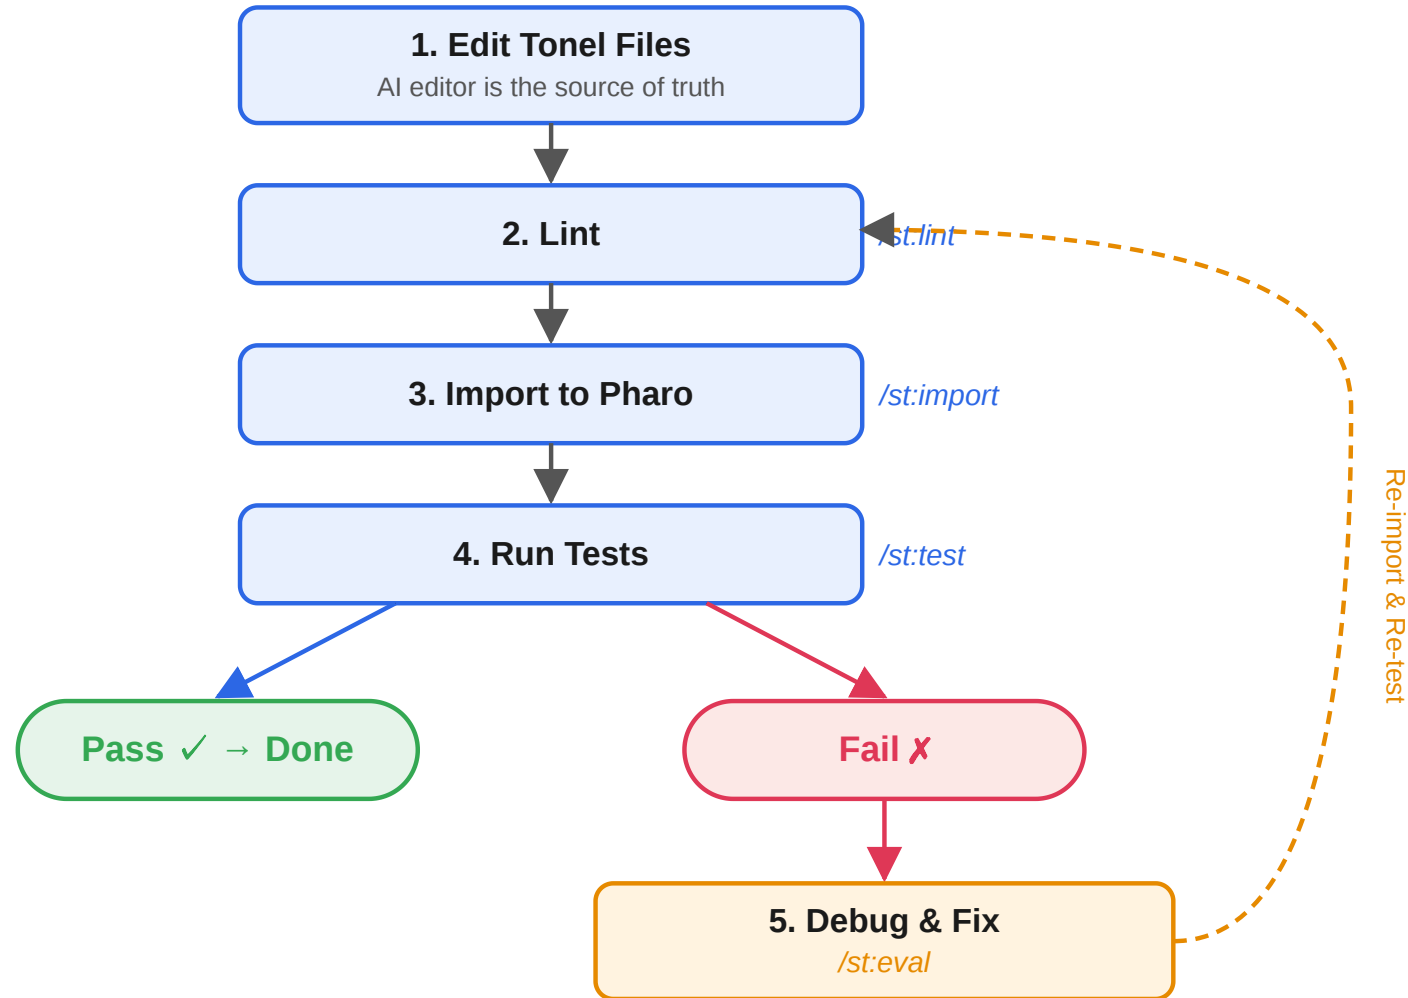 1. Edit Tonel Files
AI editor is the source of truth
2. Lint
/st:lint
3. Import to Pharo
/st:import
4. Run Tests
/st:test
Pass ✓ → Done
Fail ✗
5. Debug & Fix
/st:eval
Re-import & Re-test